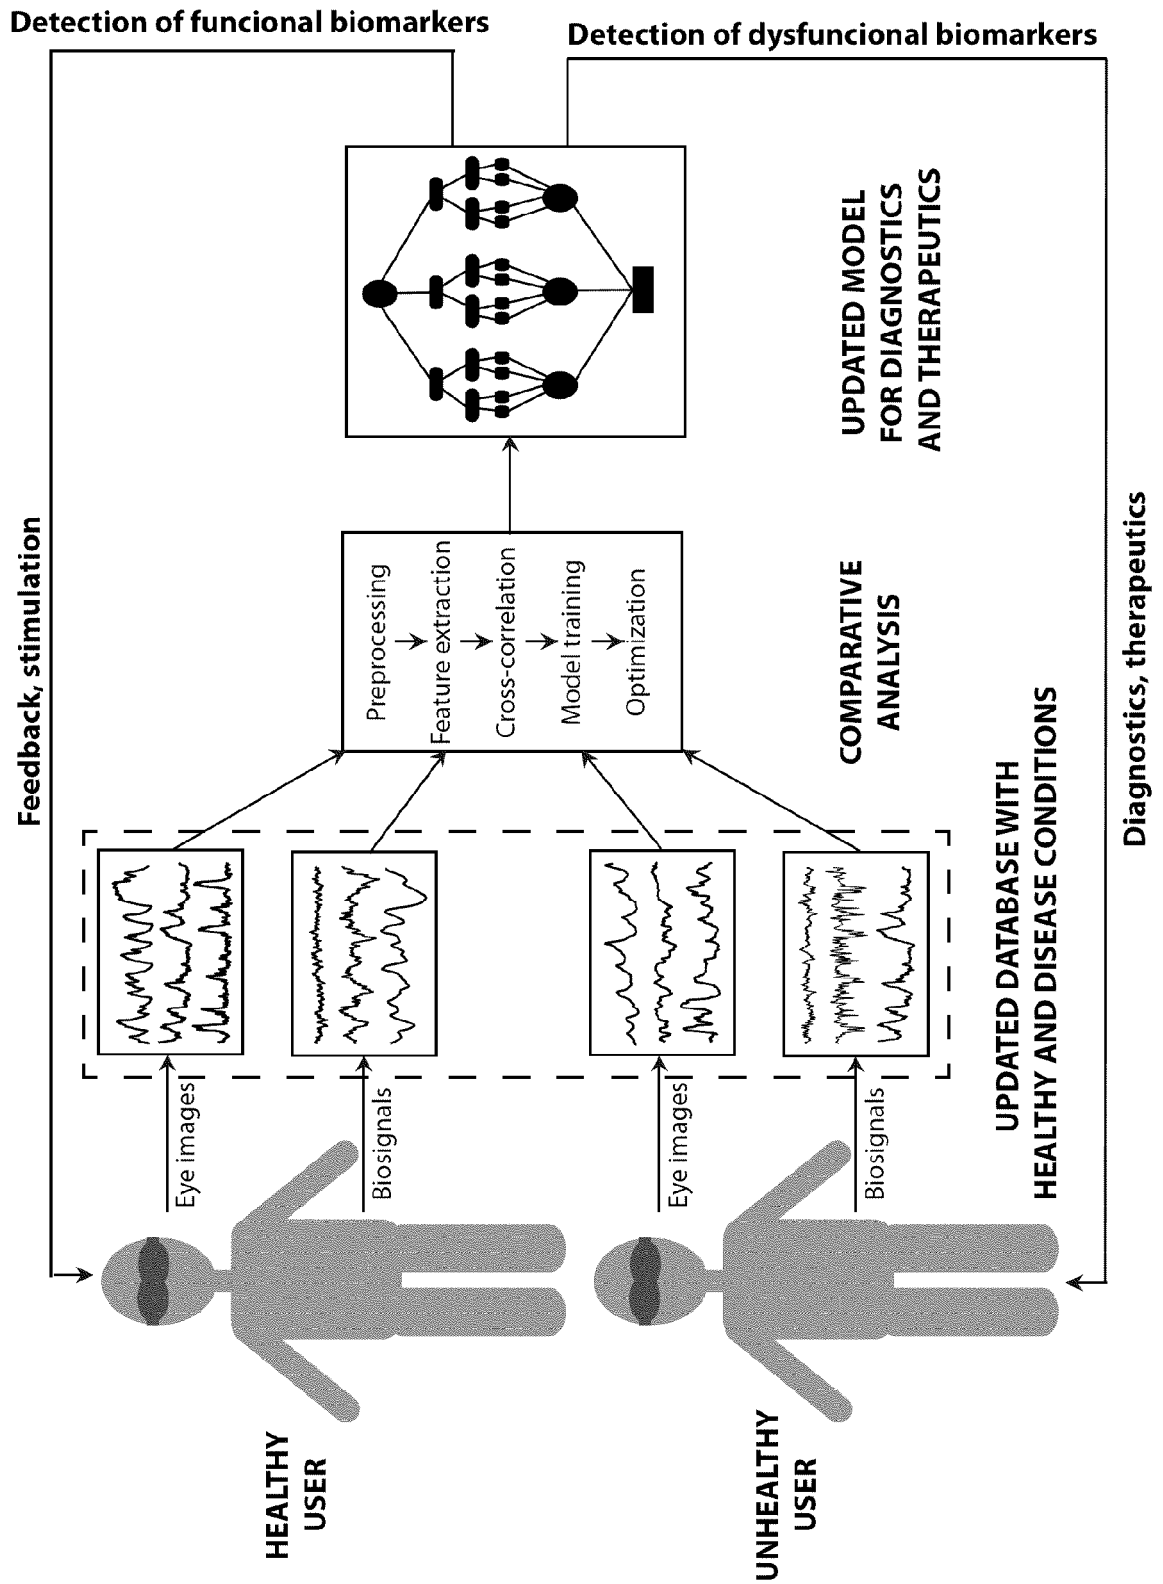 Detection of funcional biomarkers
Detection of dysfuncional biomarkers
Feedback, stimulation
Diagnostics, therapeutics
HEALTHY
USER
UNHEALTHY
USER
Eye images
Biosignals
Eye images
Biosignals
UPDATED DATABASE WITH
HEALTHY AND DISEASE CONDITIONS
Preprocessing
Feature extraction
Cross-correlation
Model training
Optimization
COMPARATIVE
ANALYSIS
UPDATED MODEL
FOR DIAGNOSTICS
AND THERAPEUTICS